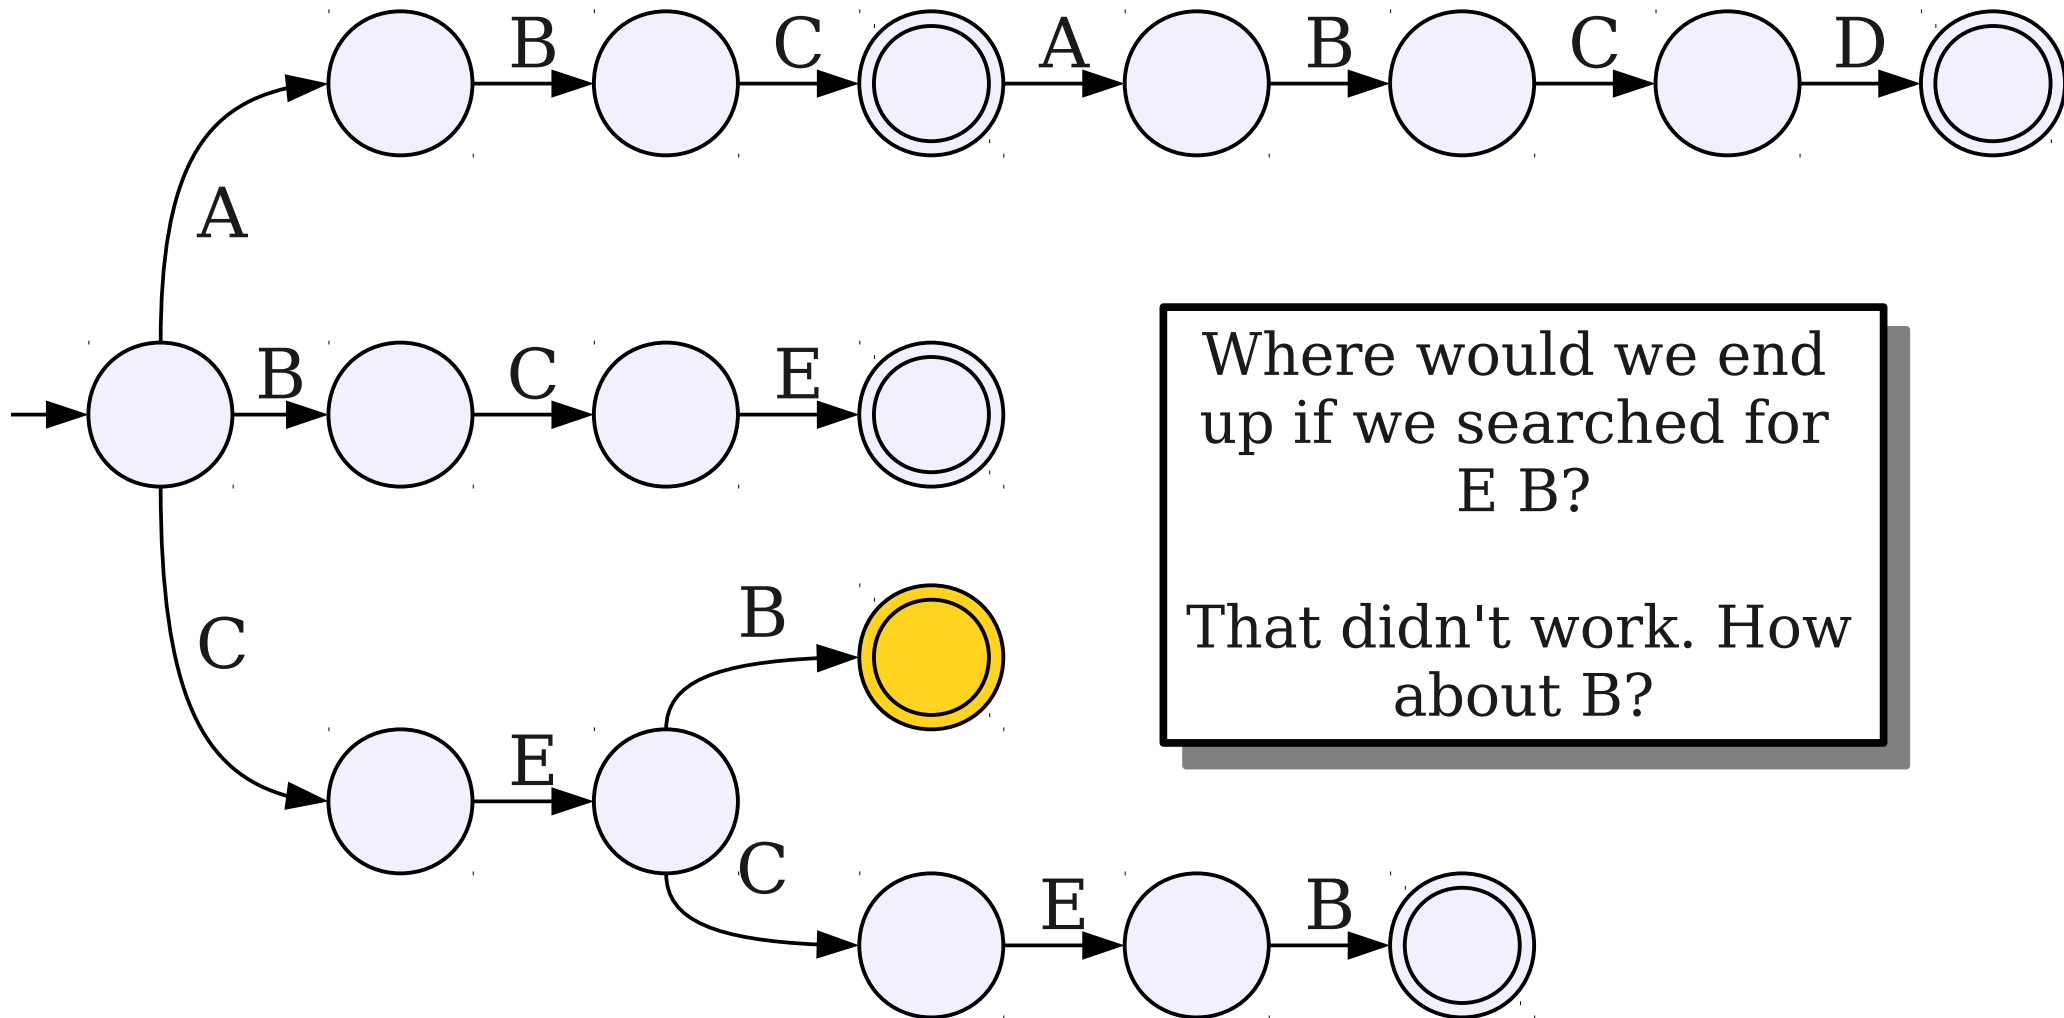 B C A B C D
A
B C E
C
B
E
C
E B
Where would we end
up if we searched for
E B?
That didn't work. How
about B?